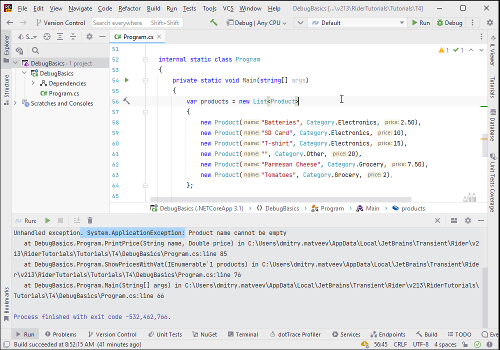 File Edit View Navigate Code Refactor Build Run Tests Tools VCS Window Help DebugBasics [...\v213\RiderTutorials\Tutorials\T4]
Version Control Search everywhere Ctrl+Shift+F Debug | Any CPU Default Debug
Program.cs
DebugBasics · 1 project
DebugBasics
Dependencies
Program.cs
Scratches and Consoles
51
52 internal static class Program
53 {
54 private static void Main(string[] args)
55 {
56 var products = new List<Product>
57 {
58 new Product(name:"Batteries", Category.Electronics, price:2.50),
59 new Product(name:"SD Card", Category.Electronics, price:10),
60 new Product(name:"T-shirt", Category.Electronics, price:15),
61 new Product(name:"", Category.Other, price:20),
62 new Product(name:"Parmesan Cheese", Category.Grocery, price:7.50),
63 new Product(name:"Tomatoes", Category.Grocery, price:2),
64 };
65
DebugBasics (.NETCoreApp 3.1) DebugBasics Program Main products
Run:
Unhandled exception. System.ApplicationException: Product name cannot be empty
at DebugBasics.Program.PrintPrice(String name, Double price) in C:\Users\dmitry.matveev\AppData\Local\JetBrains\Transient\Rider\v2
13\RiderTutorials\Tutorials\T4\DebugBasics\Program.cs:line 85
at DebugBasics.Program.ShowPricesWithVat(IEnumerable`1 products) in C:\Users\dmitry.matveev\AppData\Local\JetBrains\Transient\Ride
r\v213\RiderTutorials\Tutorials\T4\DebugBasics\Program.cs:line 76
at DebugBasics.Program.Main(String[] args) in C:\Users\dmitry.matveev\AppData\Local\JetBrains\Transient\Rider\v213\RiderTutorials\
Tutorials\T4\DebugBasics\Program.cs:line 66
Process finished with exit code -532,462,766.
Run Problems Version Control Unit Tests NuGet Terminal dotTrace Profiler Services Endpoints Build TODO
Build succeeded at 8:52:15 AM (41 minutes ago) 56:45 CRLF UTF-8 4 spaces
Explorer
Structure
Bookmarks
IL Viewer
Tutorials
Database
Unit Tests Coverage